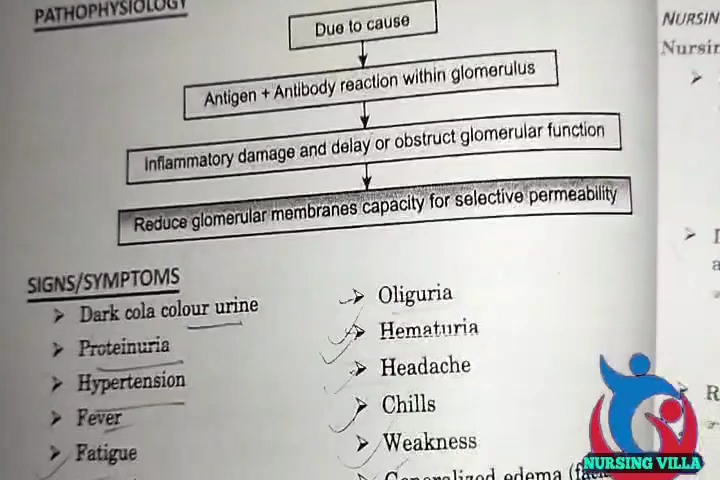 PATHOPHYSIOLOGY
Due to cause
Antigen + Antibody reaction within glomerulus
Inflammatory damage and delay or obstruct glomerular function
Reduce glomerular membranes capacity for selective permeability
SIGNS/SYMPTOMS
➢ Dark cola colour urine
➢ Proteinuria
➢ Hypertension
➢ Fever
➢ Fatigue
➢ Oliguria
➢ Hematuria
➢ Headache
➢ Chills
➢ Weakness
Generalized edema
NURSING VILLA